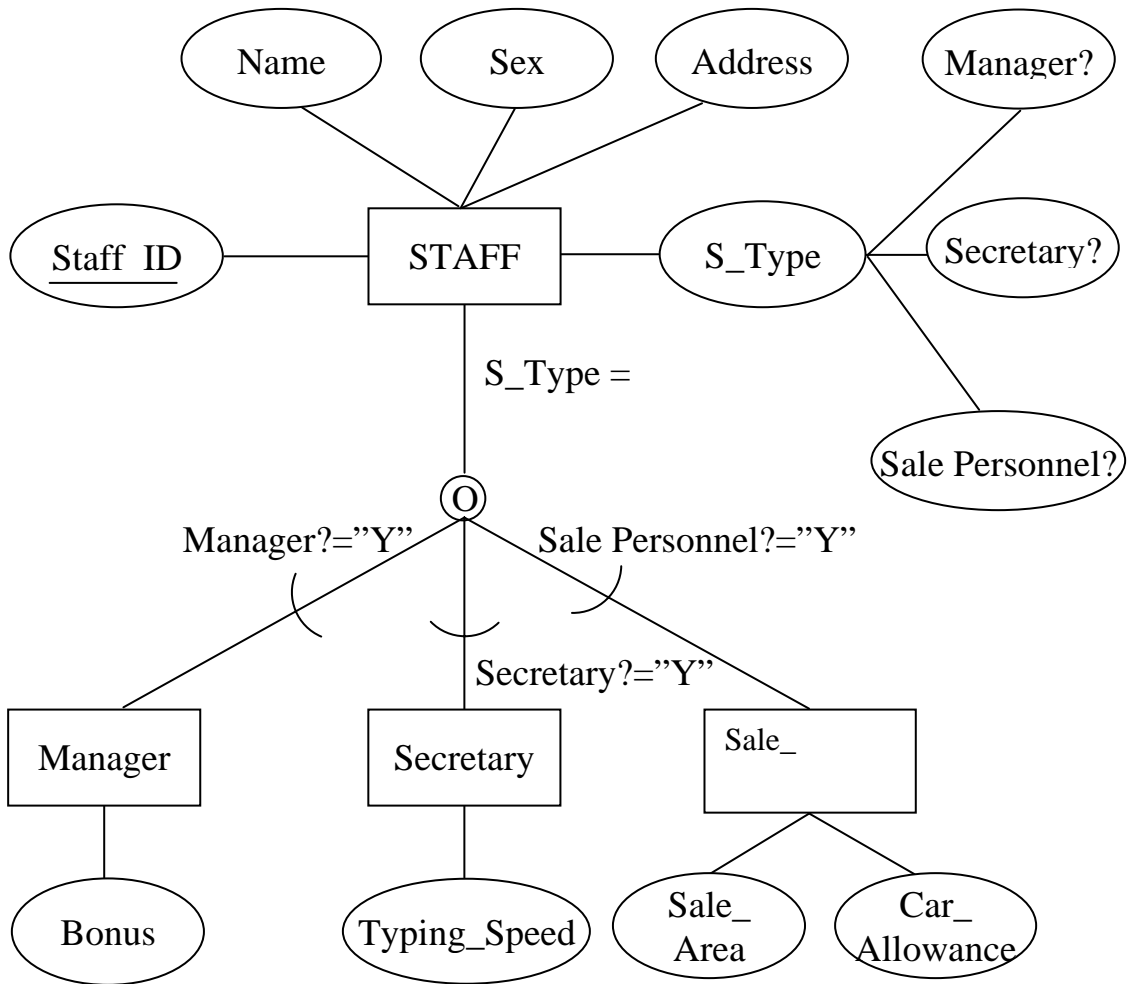 Name
Sex
Address
Manager?
Staff_ID
STAFF
S_Type
Secretary?
S_Type =
Sale Personnel?
O
Manager?=”Y”
Sale Personnel?=”Y”
Secretary?=”Y”
Manager
Secretary
Sale_
Bonus
Typing_Speed
Sale_
Area
Car_
Allowance